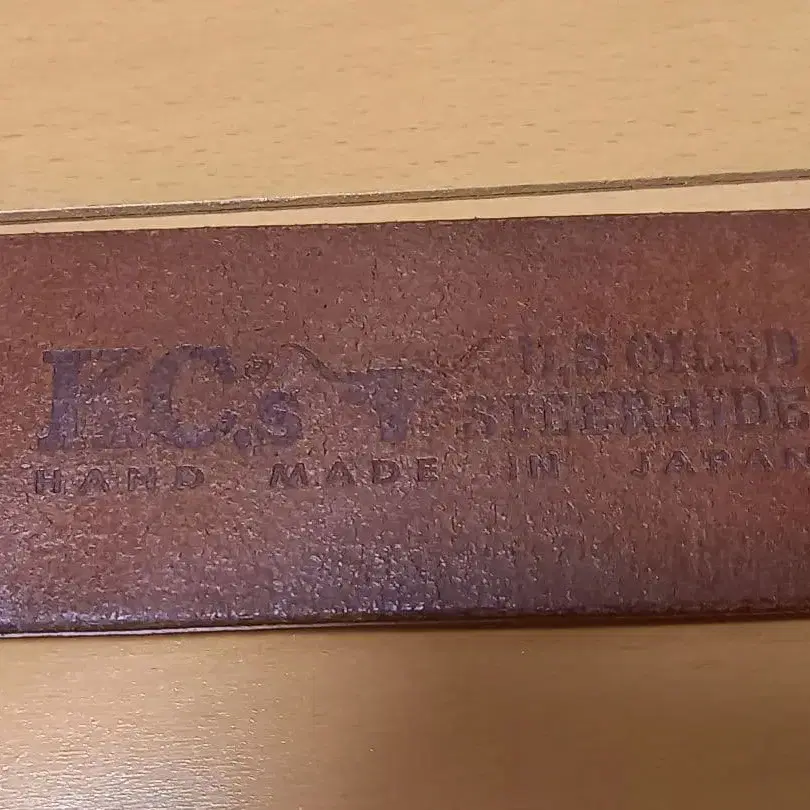 KC,s®
U.S OILED
STEERHIDE
HAND MADE IN JAPAN